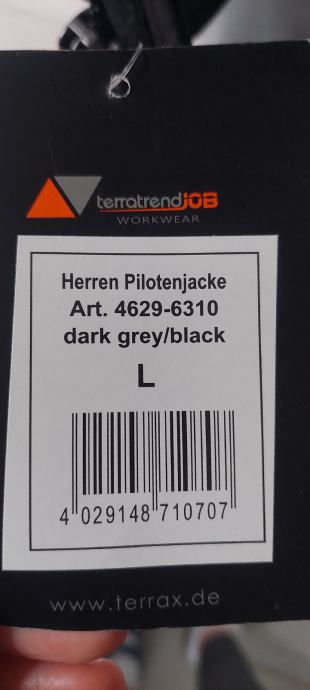 terratrendJOB
WORKWEAR
Herren Pilotenjacke
Art. 4629-6310
dark grey/black
L
4 029148 710707
www.terrax.de